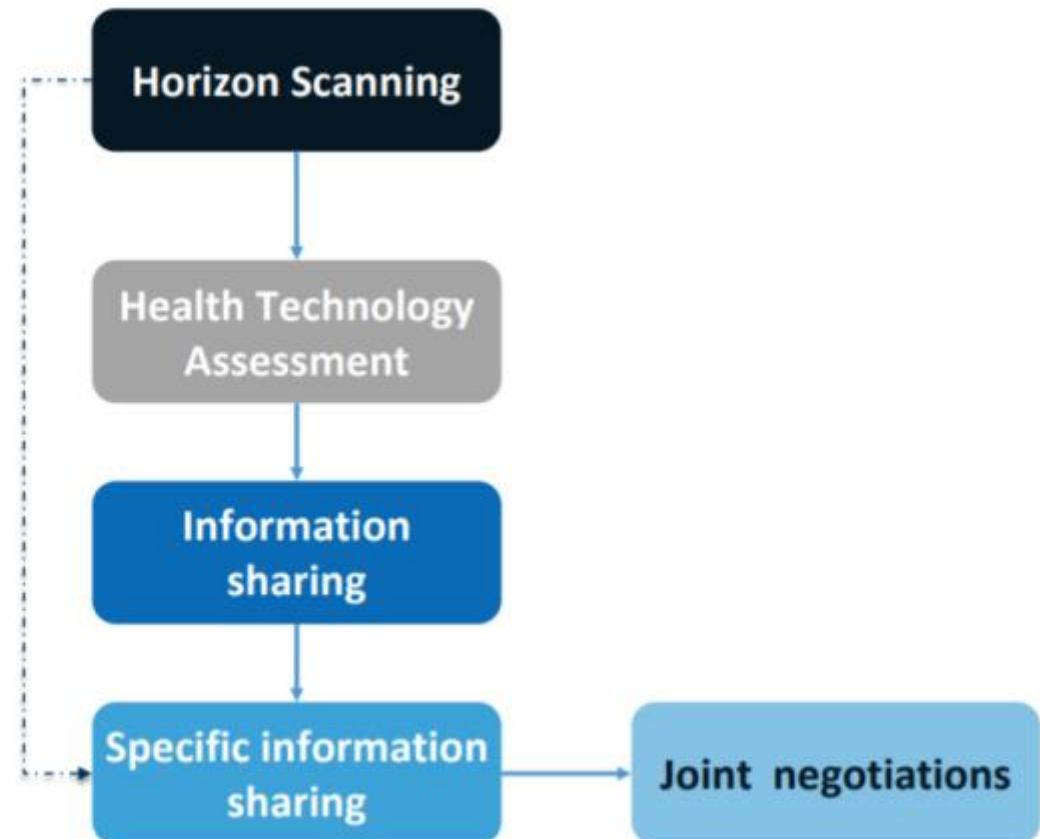 Horizon Scanning
Health Technology
Assessment
Information
sharing
Specific information
sharing
Joint negotiations